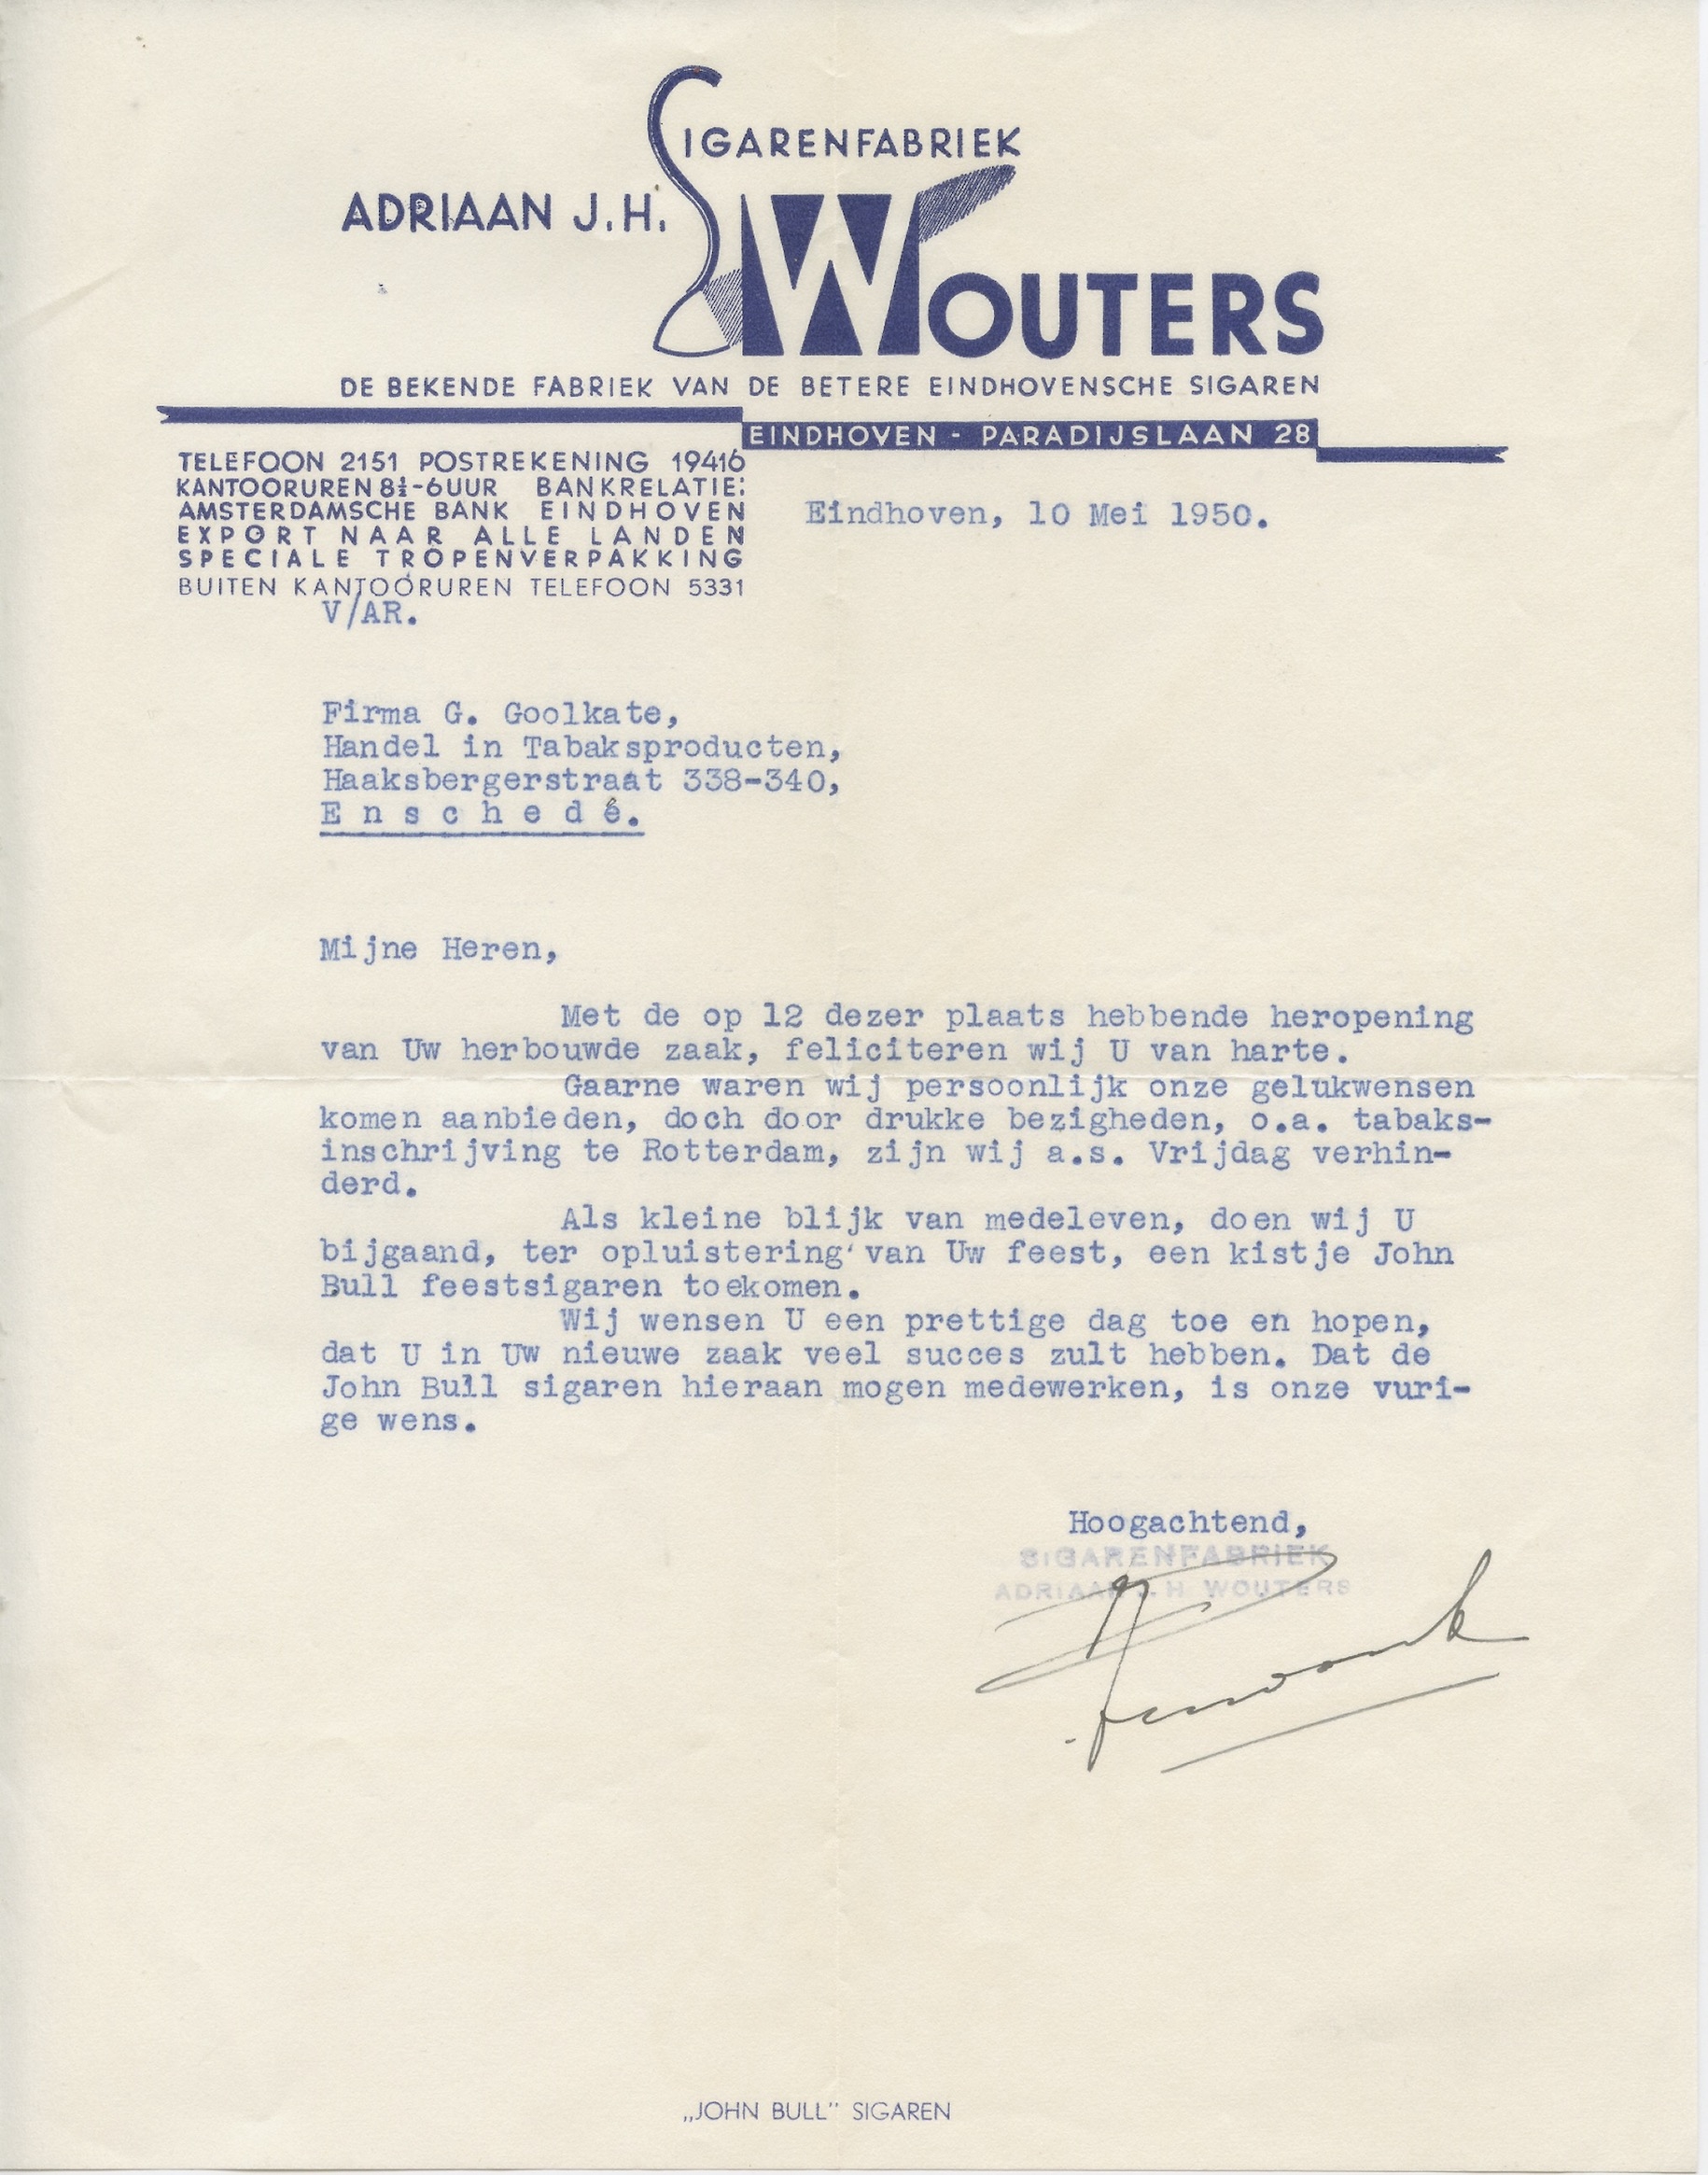 SIGARENFABRIEK
ADRIAAN J.H.
WOUTERS
DE BEKENDE FABRIEK VAN DE BETERE EINDHOVENSCHE SIGAREN
EINDHOVEN - PARADIJSLAAN 28
TELEFOON 2151 POSTREKENING 19416
KANTOORUREN 8½-6 UUR BANKRELATIE:
AMSTERDAMSCHE BANK EINDHOVEN
EXPORT NAAR ALLE LANDEN
SPECIALE TROPENVERPAKKING
BUITEN KANTOORUREN TELEFOON 5331
Eindhoven, 10 Mei 1950.
V/AR.
Firma G. Goolkate,
Handel in Tabaksproducten,
Haaksbergerstraat 338-340,
E n s c h e d é.
Mijne Heren,
Met de op 12 dezer plaats hebbende heropening
van Uw herbouwde zaak, feliciteren wij U van harte.
Gaarne waren wij persoonlijk onze gelukwensen
komen aanbieden, doch door drukke bezigheden, o.a. tabaks-
inschrijving te Rotterdam, zijn wij a.s. Vrijdag verhin-
derd.
Als kleine blijk van medeleven, doen wij U
bijgaand, ter opluistering van Uw feest, een kistje John
Bull feestsigaren toekomen.
Wij wensen U een prettige dag toe en hopen,
dat U in Uw nieuwe zaak veel succes zult hebben. Dat de
John Bull sigaren hieraan mogen medewerken, is onze vuri-
ge wens.
Hoogachtend,
SIGARENFABRIEK
ADRIAAN J.H. WOUTERS
„JOHN BULL" SIGAREN